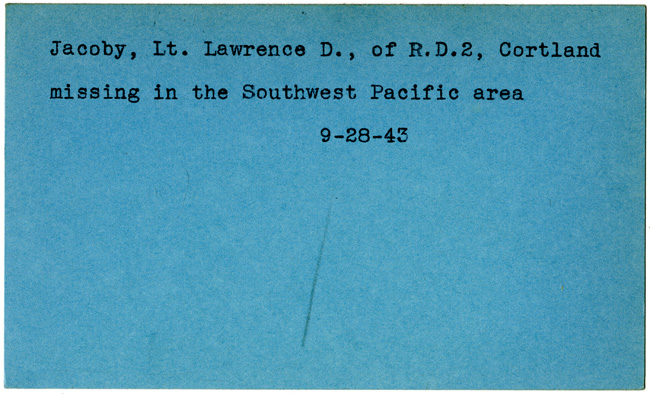 Jacoby, Lt. Lawrence D., of R.D.2, Cortland
missing in the Southwest Pacific area
9-28-43